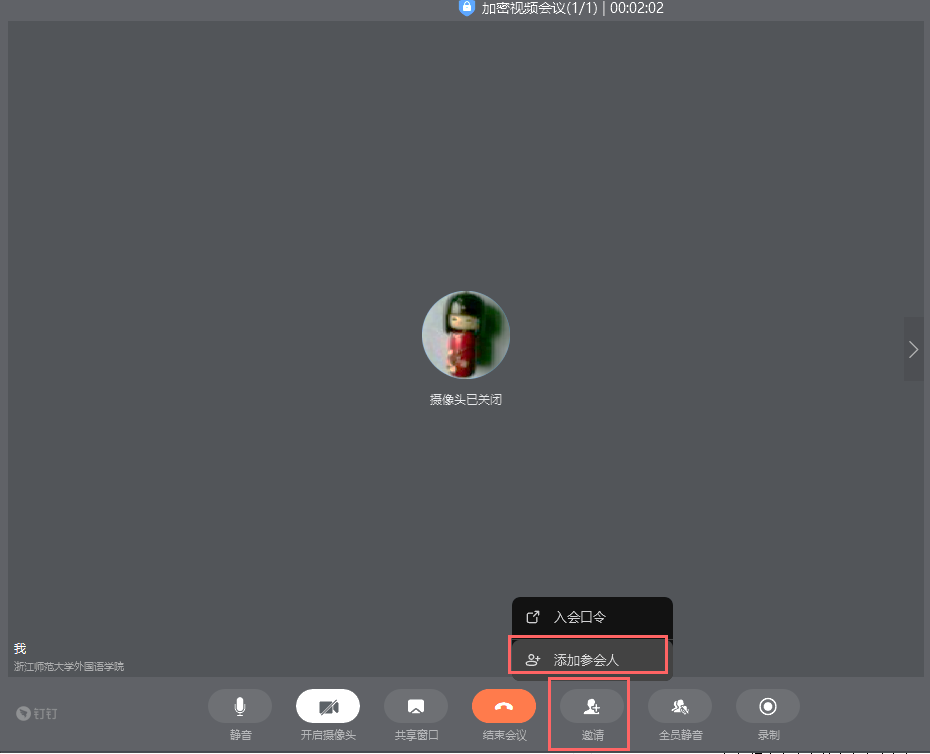 加密视频会议(1/1) | 00:02:02
摄像头已关闭
入会口令
添加参会人
我
浙江师范大学外国语学院
钉钉
静音
开启摄像头
共享窗口
结束会议
邀请
全员静音
录制